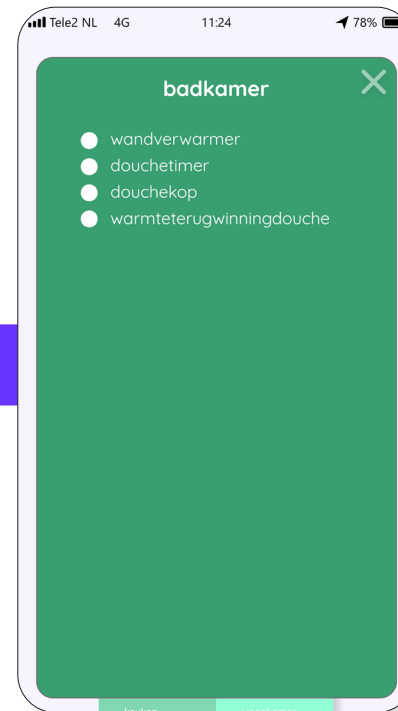 Tele2 NL 4G 11:24 78%
badkamer
wandverwarmer
douchetimer
douchekop
warmteterugwinningdouche